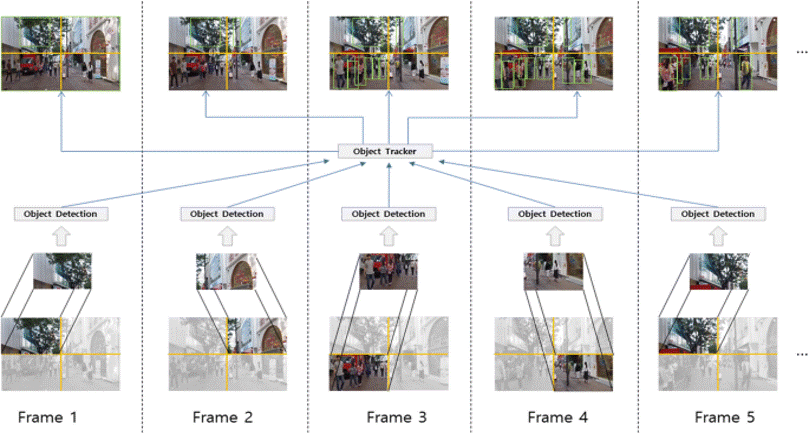 ...
Object Tracker
Object Detection
Object Detection
Object Detection
Object Detection
Object Detection
...
Frame 1
Frame 2
Frame 3
Frame 4
Frame 5